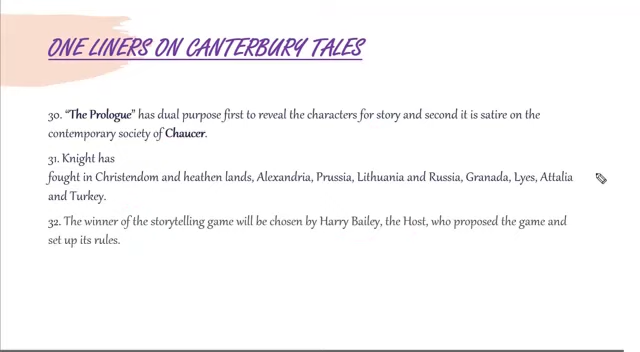 ONE LINERS ON CANTERBURY TALES
30. “The Prologue” has dual purpose first to reveal the characters for story and second it is satire on the
contemporary society of Chaucer.
31. Knight has
fought in Christendom and heathen lands, Alexandria, Prussia, Lithuania and Russia, Granada, Lyes, Attalia
and Turkey.
32. The winner of the storytelling game will be chosen by Harry Bailey, the Host, who proposed the game and
set up its rules.